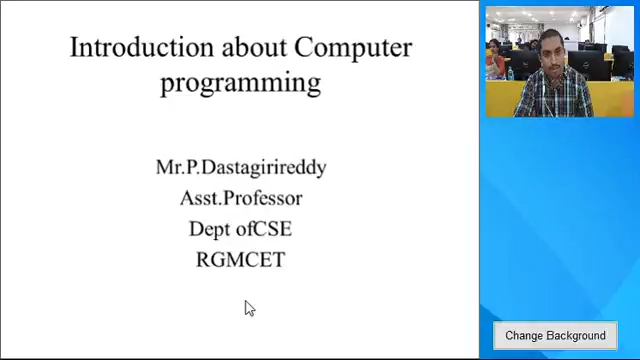 Introduction about Computer
programming
Mr.P.Dastagirireddy
Asst.Professor
Dept ofCSE
RGMCET
Change Background